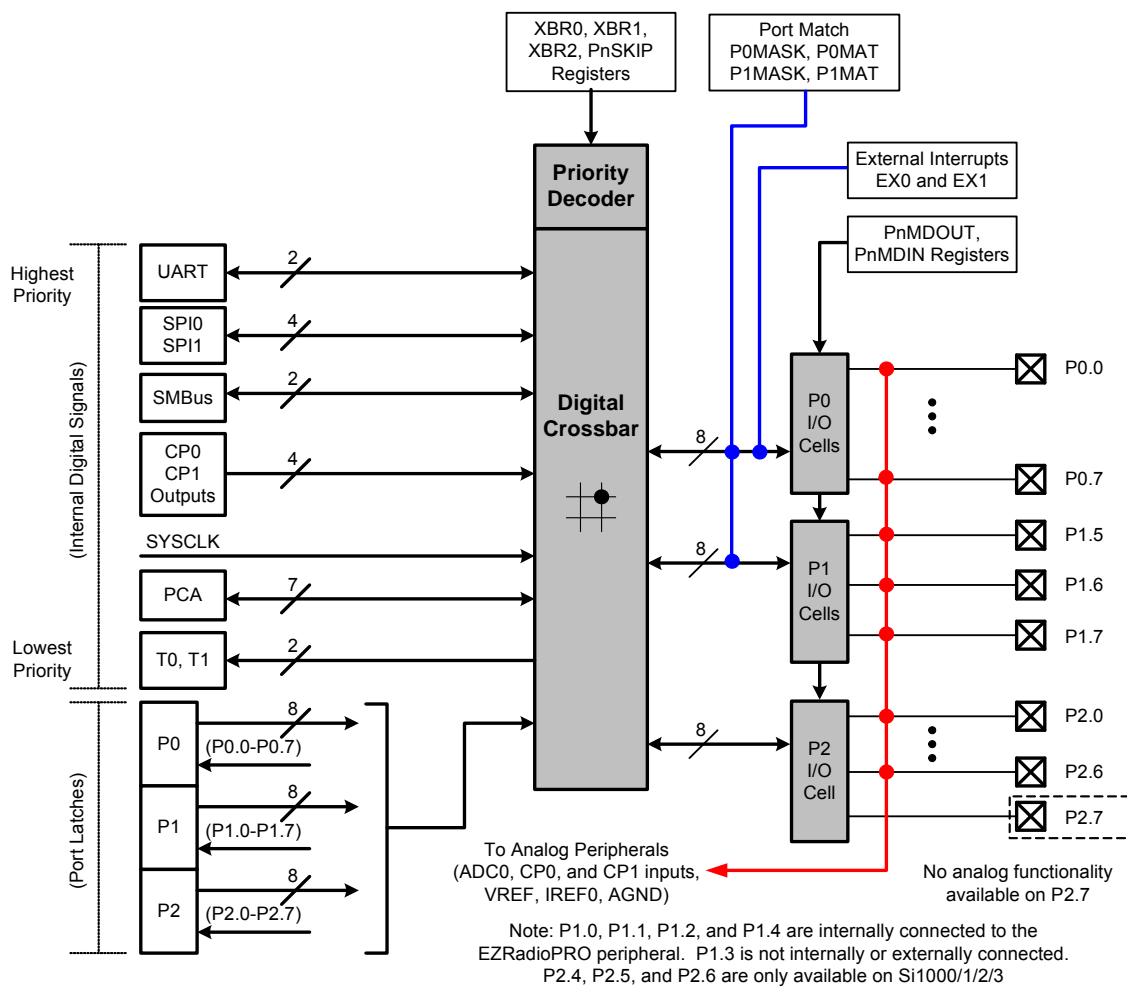 XBR0, XBR1,
XBR2, PnSKIP
Registers
Port Match
P0MASK, P0MAT
P1MASK, P1MAT
External Interrupts
EX0 and EX1
Priority
Decoder
PnMDOUT,
PnMDIN Registers
Highest
Priority
UART
2
SPI0
SPI1
4
SMBus
2
CP0
CP1
Outputs
4
SYSCLK
PCA
7
Lowest
Priority
T0, T1
2
(Internal Digital Signals)
Digital
Crossbar
8
8
8
P0
I/O
Cells
P1
I/O
Cells
P2
I/O
Cell
P0.0
P0.7
P1.5
P1.6
P1.7
P2.0
P2.6
P2.7
(Port Latches)
P0
8
(P0.0-P0.7)
P1
8
(P1.0-P1.7)
P2
8
(P2.0-P2.7)
To Analog Peripherals
(ADC0, CP0, and CP1 inputs,
VREF, IREF0, AGND)
No analog functionality
available on P2.7
Note: P1.0, P1.1, P1.2, and P1.4 are internally connected to the
EZRadioPRO peripheral. P1.3 is not internally or externally connected.
P2.4, P2.5, and P2.6 are only available on Si1000/1/2/3